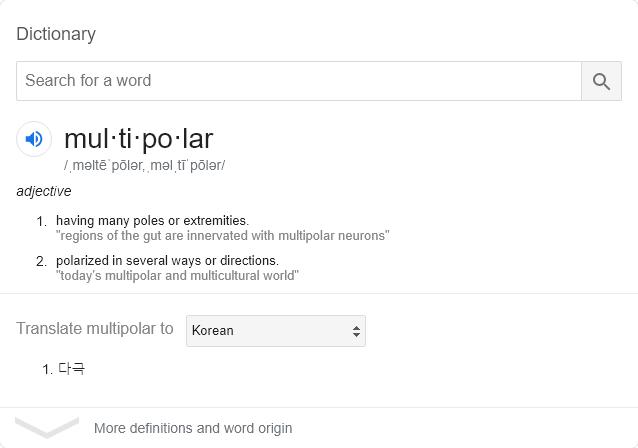 Dictionary
Search for a word
mul·ti·po·lar
/ˌməltēˈpōlər,ˌməlˌtīˈpōlər/
adjective
1. having many poles or extremities.
"regions of the gut are innervated with multipolar neurons"
2. polarized in several ways or directions.
"today's multipolar and multicultural world"
Translate multipolar to Korean
1. 다극
More definitions and word origin